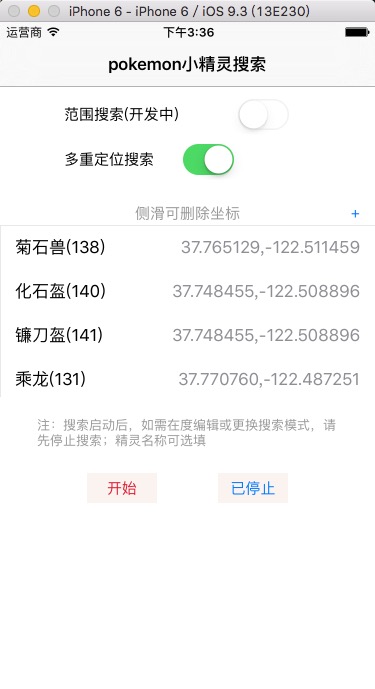 iPhone 6 - iPhone 6 / iOS 9.3 (13E230)
运营商 下午3:36
pokemon小精灵搜索
范围搜索(开发中)
多重定位搜索
侧滑可删除坐标 +
菊石兽(138) 37.765129,-122.511459
化石盔(140) 37.748455,-122.508896
镰刀盔(141) 37.748455,-122.508896
乘龙(131) 37.770760,-122.487251
注：搜索启动后，如需在度编辑或更换搜索模式，请
先停止搜索；精灵名称可选填
开始 已停止